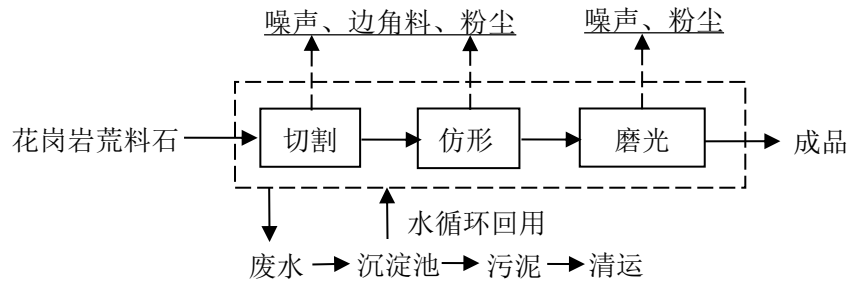 噪声、边角料、粉尘
噪声、粉尘
花岗岩荒料石
切割
仿形
磨光
成品
水循环回用
废水
沉淀池
污泥
清运